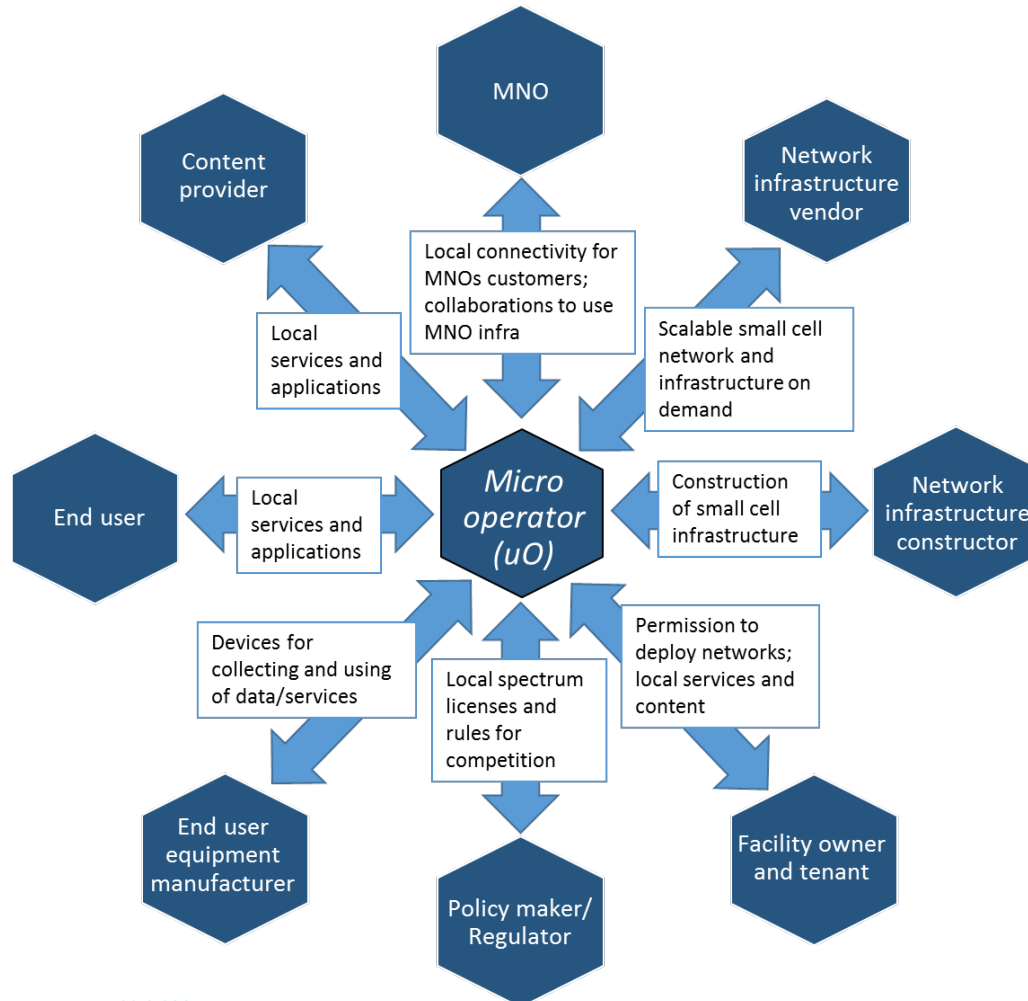 MNO
Content
provider
Network
infrastructure
vendor
Local connectivity for
MNOs customers;
collaborations to use
MNO infra
Local
services and
applications
Scalable small cell
network and
infrastructure on
demand
End user
Local
services and
applications
Micro
operator
(uO)
Construction
of small cell
infrastructure
Network
infrastructure
constructor
Devices for
collecting and using
of data/services
Local spectrum
licenses and
rules for
competition
Permission to
deploy networks;
local services and
content
End user
equipment
manufacturer
Policy maker/
Regulator
Facility owner
and tenant